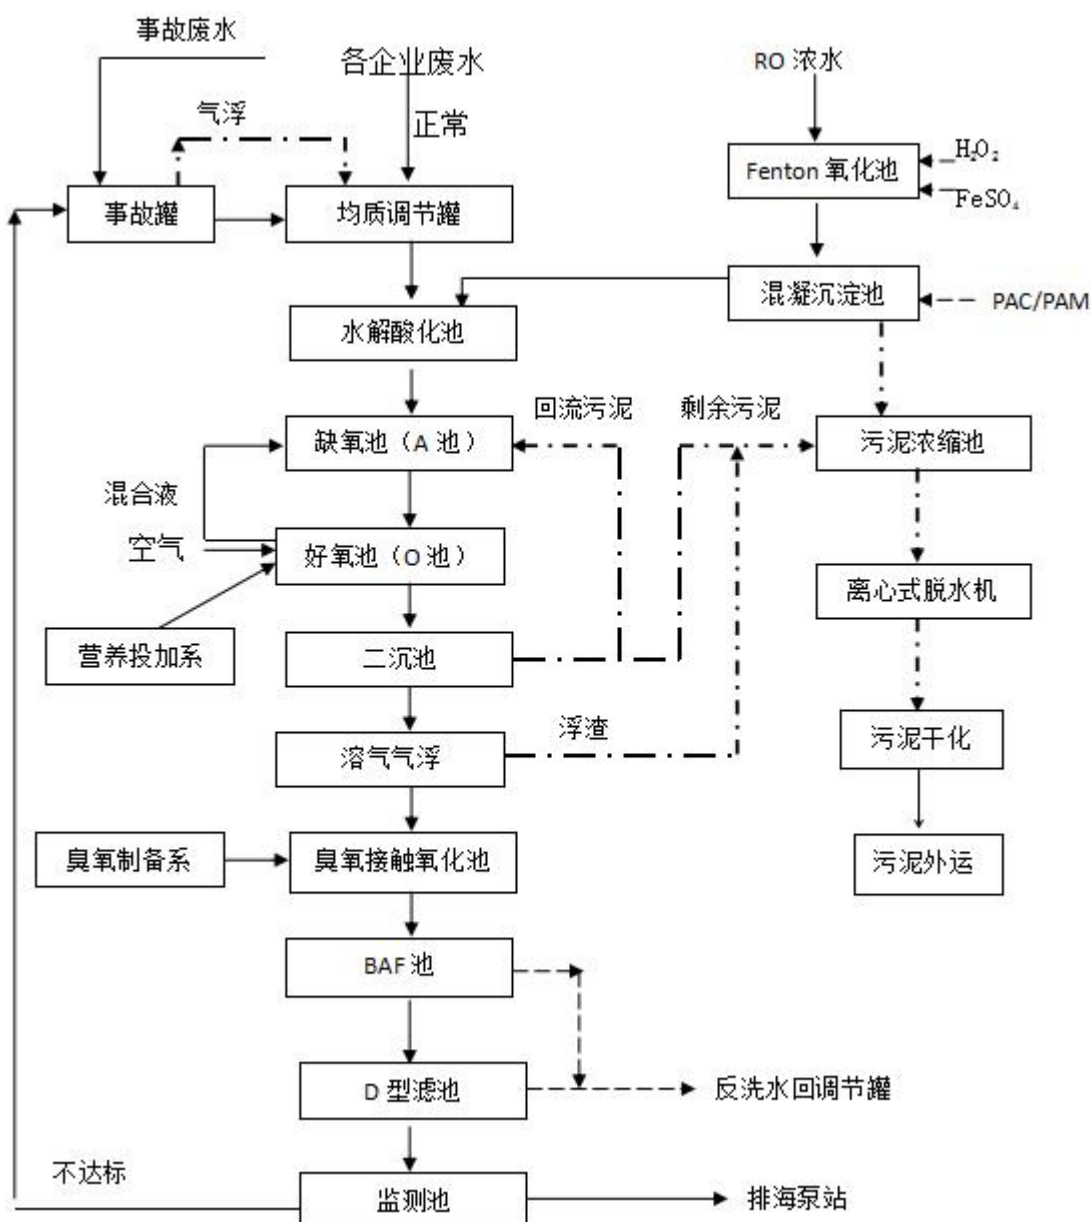 事故废水
各企业废水
RO 浓水
气浮
正常
Fenton 氧化池
H₂O₂
FeSO₄
事故罐
均质调节罐
混凝沉淀池
PAC/PAM
水解酸化池
回流污泥
剩余污泥
缺氧池（A 池）
污泥浓缩池
混合液
空气
好氧池（O 池）
离心式脱水机
营养投加系
二沉池
浮渣
污泥干化
溶气气浮
臭氧制备系
臭氧接触氧化池
污泥外运
BAF 池
D 型滤池
反洗水回调节罐
不达标
监测池
排海泵站